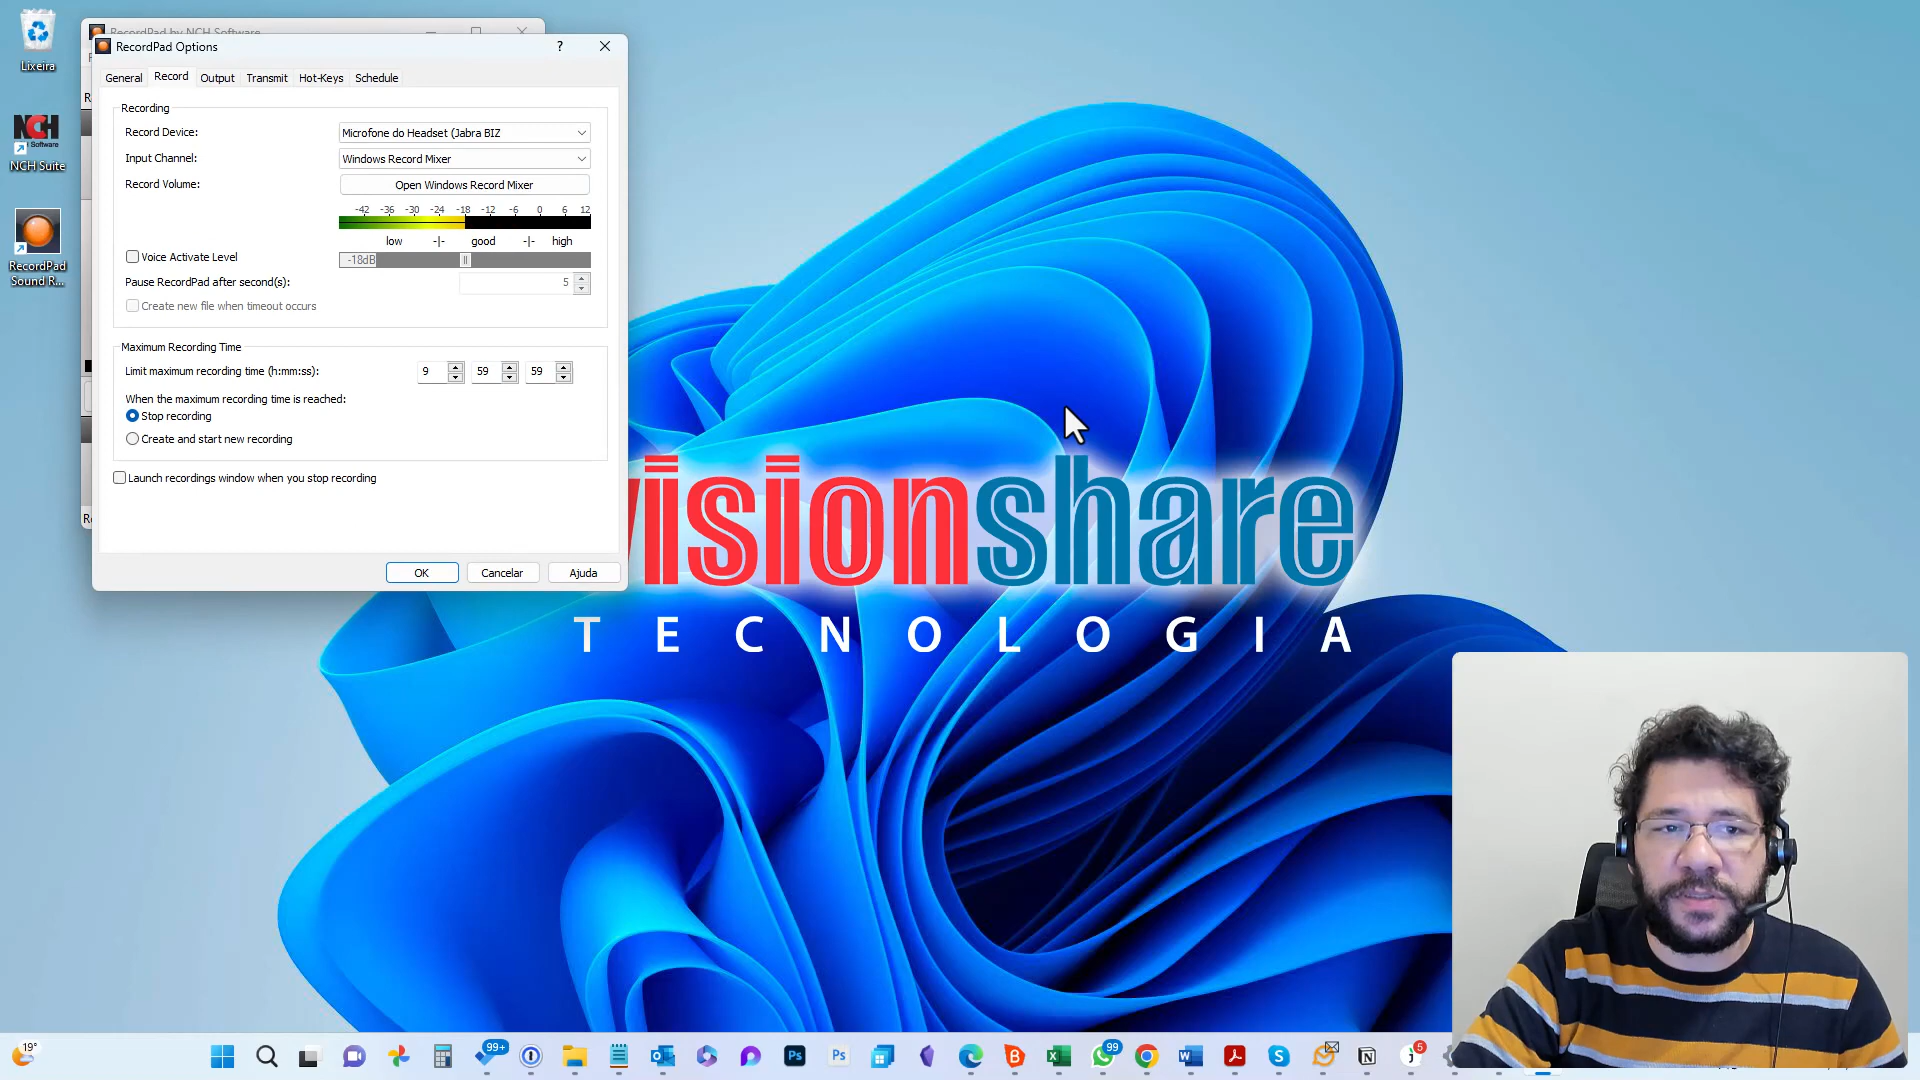 Lixeira
RecordPad by NCH Software
RecordPad Options
?
General Record Output Transmit Hot-Keys Schedule
Recording
Record Device:
Microfone do Headset (Jabra BIZ
Input Channel:
Windows Record Mixer
Record Volume:
Open Windows Record Mixer
-42 -36 -30 -24 -18 -12 -6 0 6 12
low -|- good -|- high
Voice Activate Level
-18dB
Pause RecordPad after second(s):
5
Create new file when timeout occurs
Maximum Recording Time
Limit maximum recording time (h:mm:ss):
9 59 59
When the maximum recording time is reached:
Stop recording
Create and start new recording
Launch recordings window when you stop recording
OK Cancelar Ajuda
NCH
Software
NCH Suite
RecordPad
Sound R...
visionshare
TECNOLOGIA
19°
99+
Ps
Ps
99
5